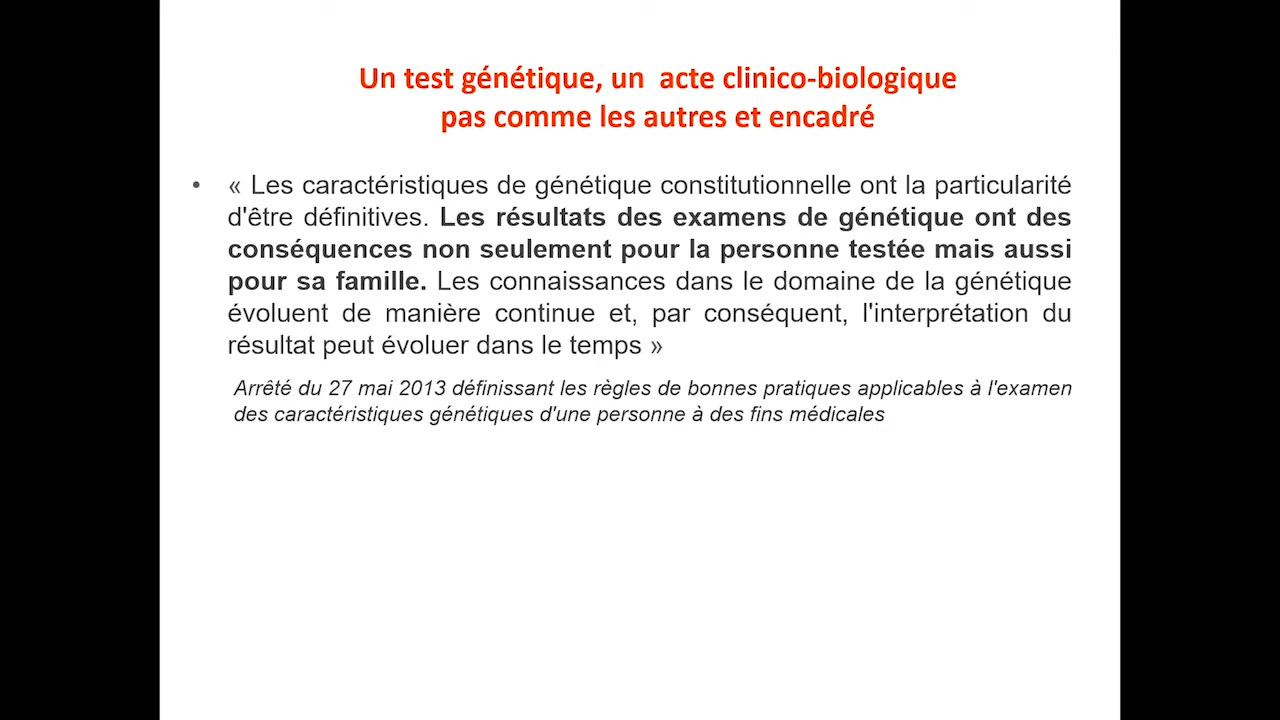 Un test génétique, un  acte clinico-biologique
pas comme les autres et encadré
• « Les caractéristiques de génétique constitutionnelle ont la particularité
d'être définitives. Les résultats des examens de génétique ont des
conséquences non seulement pour la personne testée mais aussi
pour sa famille. Les connaissances dans le domaine de la génétique
évoluent de manière continue et, par conséquent, l'interprétation du
résultat peut évoluer dans le temps »
Arrêté du 27 mai 2013 définissant les règles de bonnes pratiques applicables à l'examen
des caractéristiques génétiques d'une personne à des fins médicales